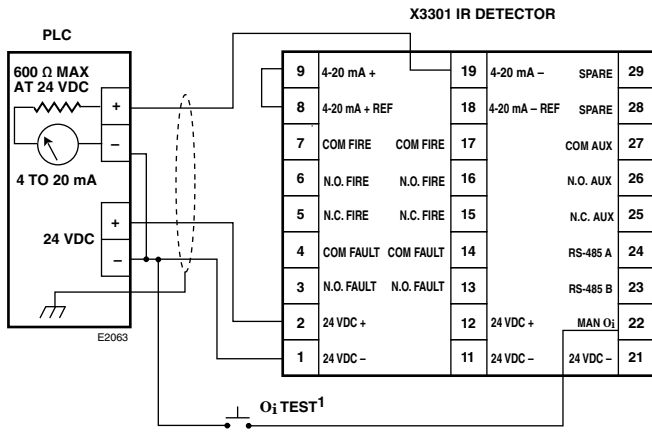 X3301 IR DETECTOR
PLC
600 Ω MAX
AT 24 VDC
+
–
4 TO 20 mA
24 VDC
+
–
E2063
9 4-20 mA + 19 4-20 mA – SPARE 29
8 4-20 mA + REF 18 4-20 mA – REF SPARE 28
7 COM FIRE COM FIRE 17 COM AUX 27
6 N.O. FIRE N.O. FIRE 16 N.O. AUX 26
5 N.C. FIRE N.C. FIRE 15 N.C. AUX 25
4 COM FAULT COM FAULT 14 RS-485 A 24
3 N.O. FAULT N.O. FAULT 13 RS-485 B 23
2 24 VDC + 12 24 VDC + MAN Oi 22
1 24 VDC – 11 24 VDC – 24 VDC – 21
Oi TEST1